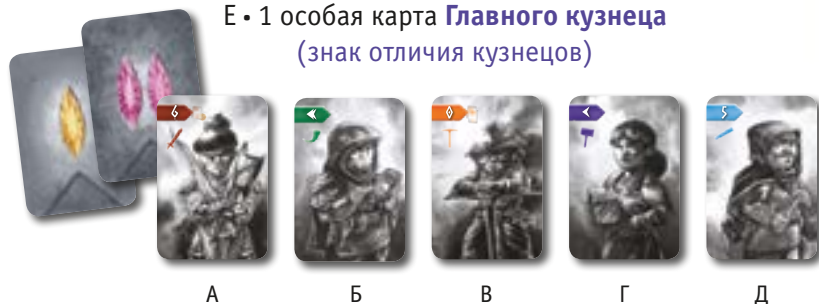 Е • 1 особая карта Главного кузнеца
(знак отличия кузнецов)
А Б В Г Д